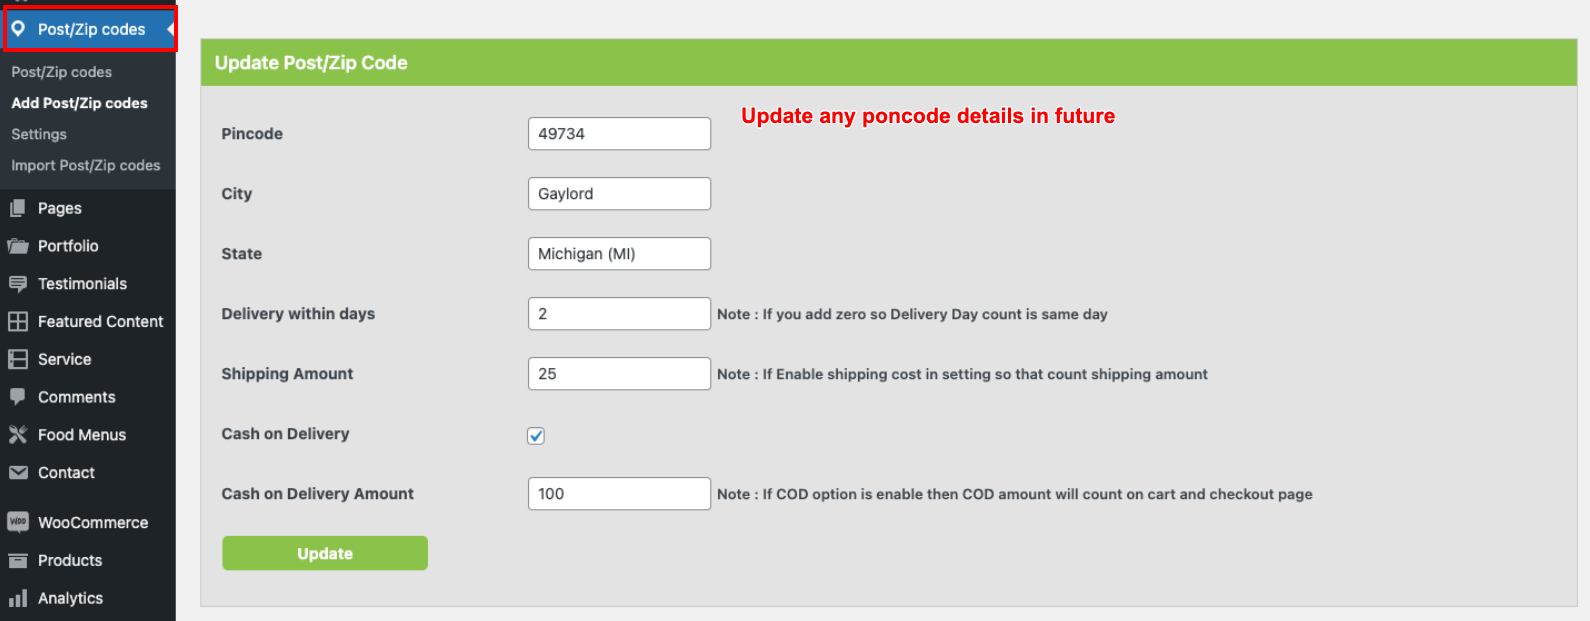 Post/Zip codes
Post/Zip codes
Add Post/Zip codes
Settings
Import Post/Zip codes
Pages
Portfolio
Testimonials
Featured Content
Service
Comments
Food Menus
Contact
WOO WooCommerce
Products
Analytics
Update Post/Zip Code
Update any poncode details in future
Pincode 49734
City Gaylord
State Michigan (MI)
Delivery within days 2 Note : If you add zero so Delivery Day count is same day
Shipping Amount 25 Note : If Enable shipping cost in setting so that count shipping amount
Cash on Delivery
Cash on Delivery Amount 100 Note : If COD option is enable then COD amount will count on cart and checkout page
Update